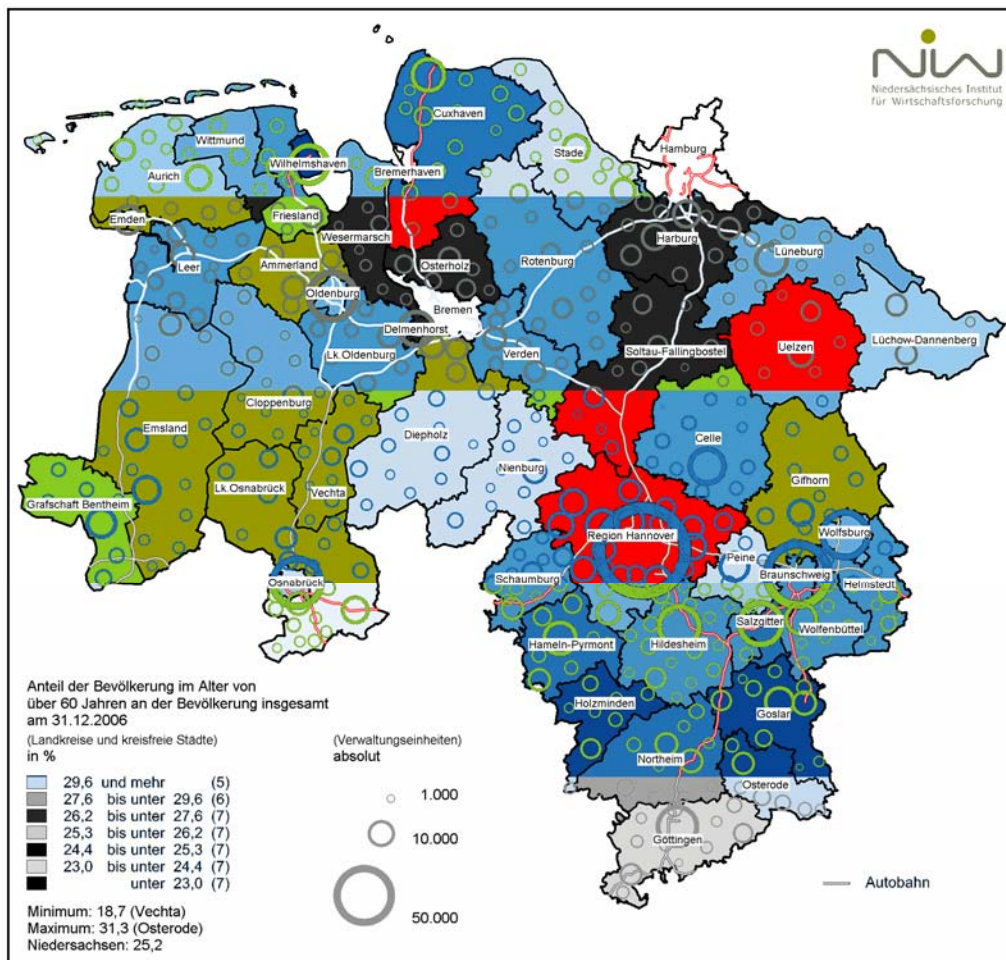 NIW
Niedersächsisches Institut
für Wirtschaftsforschung
Cuxhaven
Wittmund
Stade
Hamburg
Aurich
Wilhelmshaven
Bremerhaven
Emden
Friesland
Wesermarsch
Harburg
Leer
Ammerland
Osterholz
Rotenburg
Lüneburg
Oldenburg
Bremen
Delmenhorst
Lk.Oldenburg
Verden
Soltau-Fallingbostel
Uelzen
Lüchow-Dannenberg
Cloppenburg
Emsland
Diepholz
Celle
Nienburg
Gifhorn
Lk.Osnabrück
Vechta
Grafschaft Bentheim
Region Hannover
Wolfsburg
Peine
Osnabrück
Schaumburg
Braunschweig
Helmstedt
Salzgitter
Wolfenbüttel
Hameln-Pyrmont
Hildesheim
Holzminden
Goslar
Northeim
Osterode
Göttingen
Anteil der Bevölkerung im Alter von
über 60 Jahren an der Bevölkerung insgesamt
am 31.12.2006
(Landkreise und kreisfreie Städte)
in %
29,6 und mehr (5)
27,6 bis unter 29,6 (6)
26,2 bis unter 27,6 (7)
25,3 bis unter 26,2 (7)
24,4 bis unter 25,3 (7)
23,0 bis unter 24,4 (7)
unter 23,0 (7)
Minimum: 18,7 (Vechta)
Maximum: 31,3 (Osterode)
Niedersachsen: 25,2
(Verwaltungseinheiten)
absolut
1.000
10.000
50.000
Autobahn